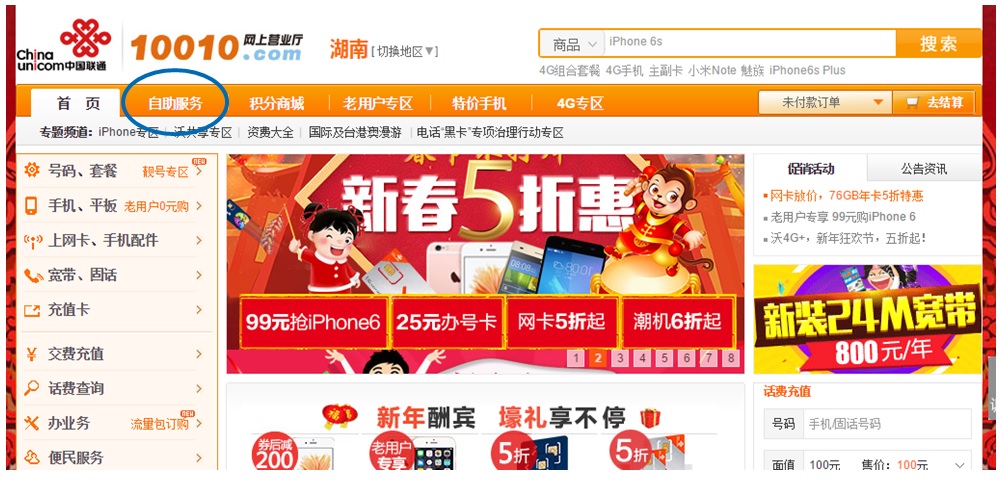 China unicom中国联通
10010.com 网上营业厅
湖南 [切换地区▼]
商品 iPhone 6s 搜索
4G组合套餐 4G手机 主副卡 小米Note 魅族 iPhone6s Plus
首 页 自助服务 积分商城 老用户专区 特价手机 4G专区 未付款订单 去结算
专题频道: iPhone专区 沃共享专区 资费大全 国际及台港澳漫游 电话“黑卡”专项治理行动专区
号码、套餐 靓号专区 NEW
手机、平板 老用户0元购
上网卡、手机配件
宽带、固话
充值卡
交费充值
话费查询
办业务 流量包订购 NEW
便民服务
新春5折惠
99元抢iPhone6 25元办号卡 网卡5折起 潮机6折起
1 2 3 4 5 6 7 8
新年酬宾 壕礼享不停
券后减 200
老用户 专享
5折
5折
促销活动 公告资讯
网卡放价，76GB年卡5折特惠
老用户专享 99元购iPhone 6
沃4G+，新年狂欢节，五折起!
新装24M宽带
800元/年
话费充值
号码 手机/固话号码
面值 100元 售价: 100元